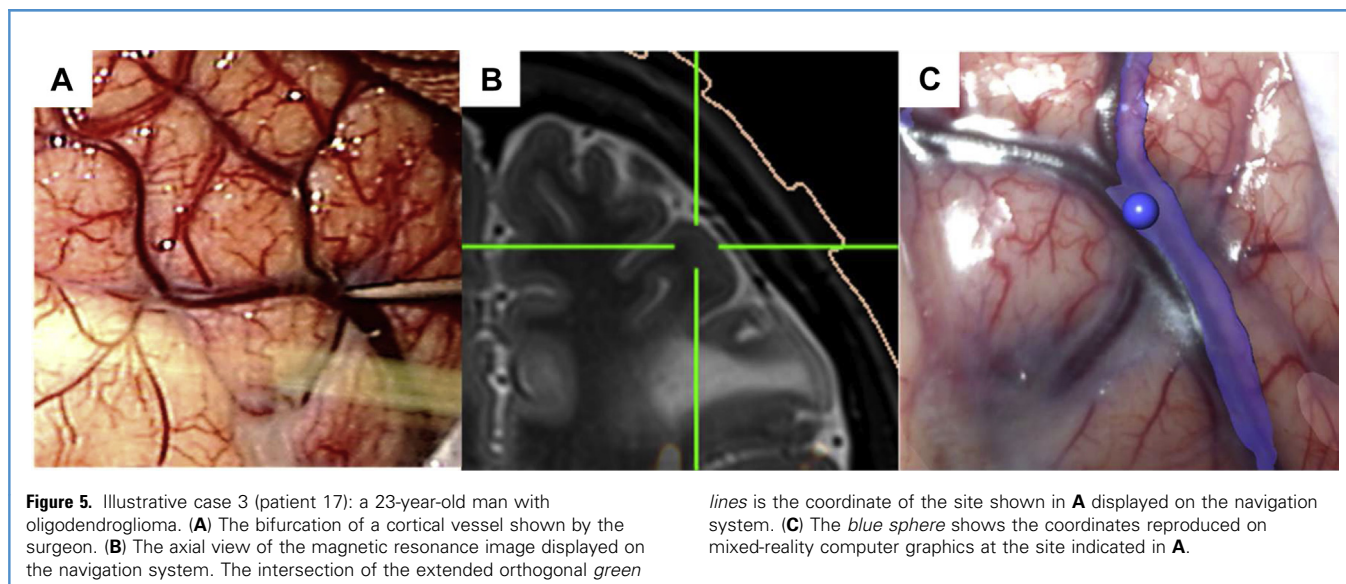 A
B
C
Figure 5. Illustrative case 3 (patient 17): a 23-year-old man with
oligodendroglioma. (A) The bifurcation of a cortical vessel shown by the
surgeon. (B) The axial view of the magnetic resonance image displayed on
the navigation system. The intersection of the extended orthogonal green
lines is the coordinate of the site shown in A displayed on the navigation
system. (C) The blue sphere shows the coordinates reproduced on
mixed-reality computer graphics at the site indicated in A.